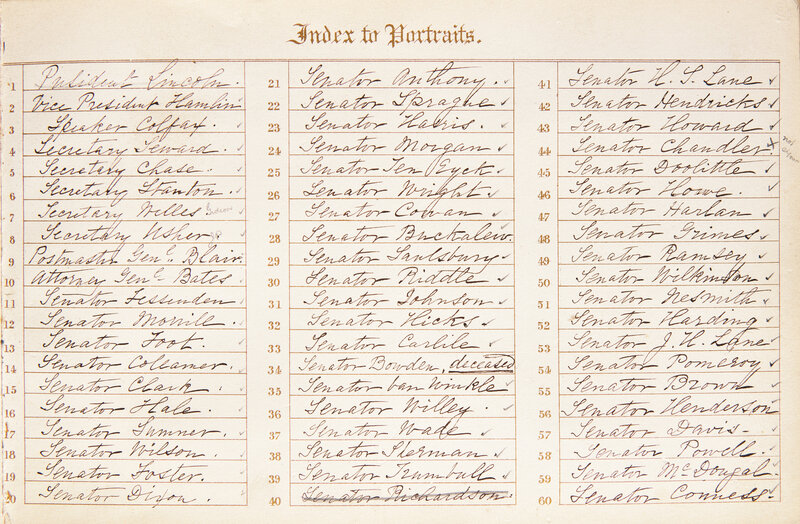 Index to Portraits.
1 President Lincoln.
2 Vice President Hamlin
3 Speaker Colfax.
4 Secretary Seward.
5 Secretary Chase.
6 Secretary Stanton.
7 Secretary Welles
8 Secretary Usher
9 Postmaster Genl. Blair
10 Attorney Genl. Bates
11 Senator Fessenden
12 Senator Morrill.
13 Senator Foot.
14 Senator Collamer.
15 Senator Clark
16 Senator Hale.
17 Senator Sumner.
18 Senator Wilson.
19 Senator Foster.
20 Senator Dixon.
21 Senator Anthony.
22 Senator Sprague
23 Senator Harris.
24 Senator Morgan
25 Senator Ten Eyck
26 Senator Wright.
27 Senator Cowan
28 Senator Buckalew.
29 Senator Saulsbury
30 Senator Riddle
31 Senator Johnson
32 Senator Hicks
33 Senator Carlile
34 Senator Bowden, deceased
35 Senator van Winkle
36 Senator Willey.
37 Senator Wade
38 Senator Sherman
39 Senator Trumbull
40 Senator Richardson.
41 Senator H. S. Lane
42 Senator Hendricks
43 Senator Howard
44 Senator Chandler x
45 Senator Doolittle
46 Senator Howe.
47 Senator Harlan
48 Senator Grimes
49 Senator Ramsey
50 Senator Wilkinson
51 Senator Nesmith
52 Senator Harding
53 Senator J. H. Lane
54 Senator Pomeroy
55 Senator Brown
56 Senator Henderson
57 Senator Davis-
58 Senator Powell.
59 Senator McDougal
60 Senator Conness